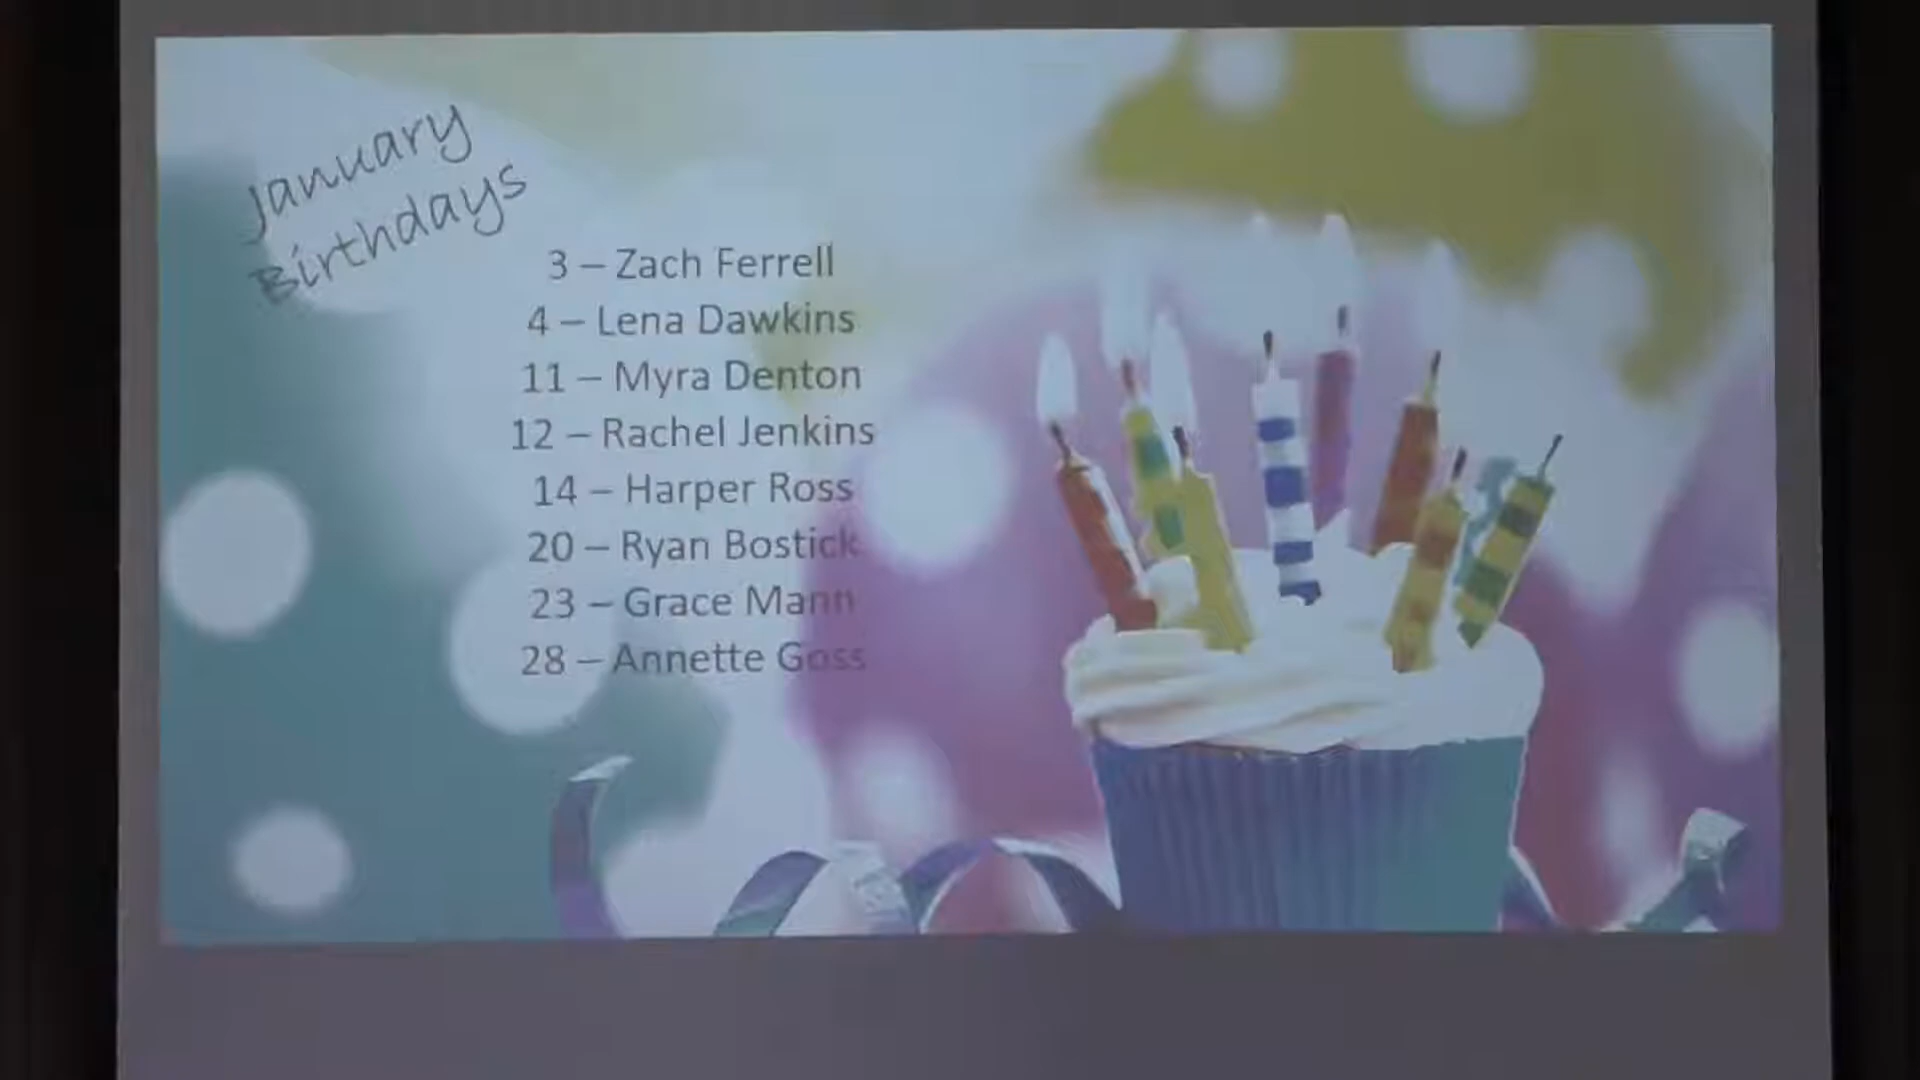 January
Birthdays
3 – Zach Ferrell
4 – Lena Dawkins
11 – Myra Denton
12 – Rachel Jenkins
14 – Harper Ross
20 – Ryan Bostick
23 – Grace Mann
28 – Annette Goss